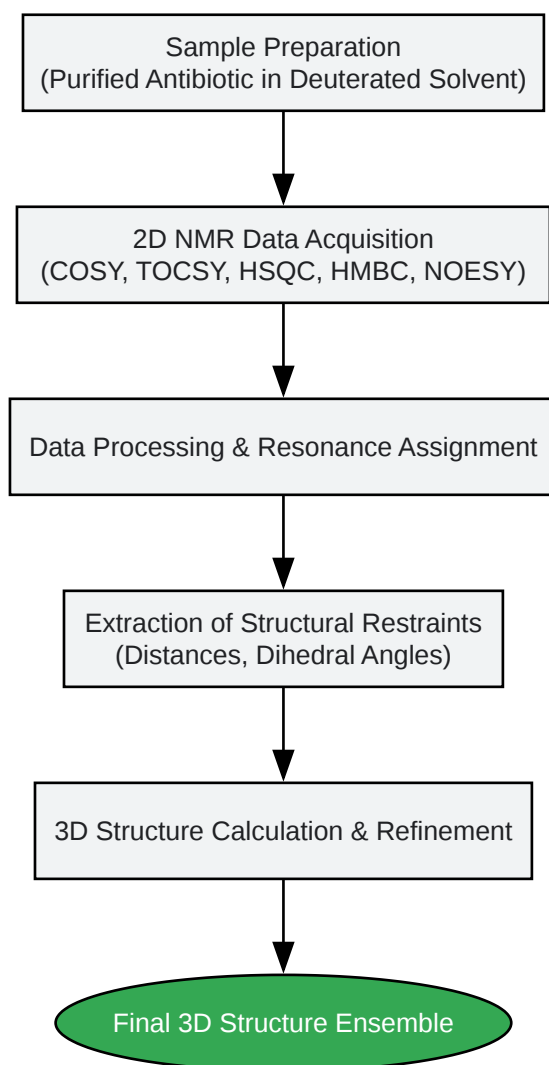 Sample Preparation
(Purified Antibiotic in Deuterated Solvent)
2D NMR Data Acquisition
(COSY, TOCSY, HSQC, HMBC, NOESY)
Data Processing & Resonance Assignment
Extraction of Structural Restraints
(Distances, Dihedral Angles)
3D Structure Calculation & Refinement
Final 3D Structure Ensemble